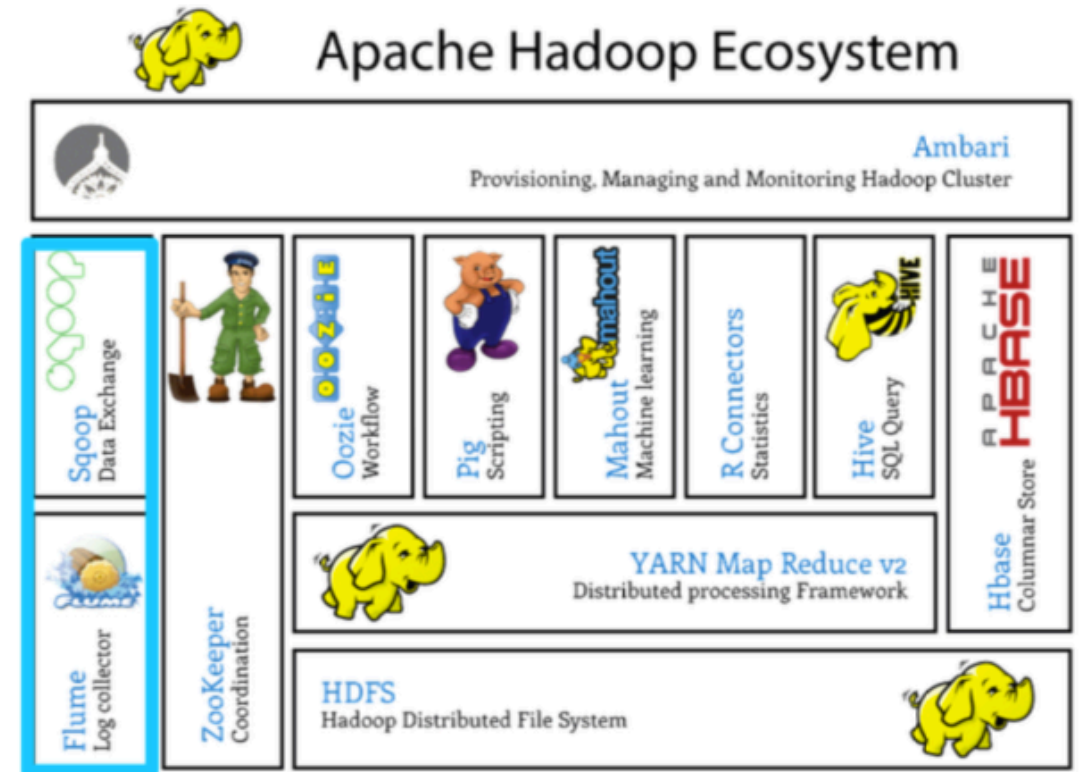 Apache Hadoop Ecosystem
Ambari
Provisioning, Managing and Monitoring Hadoop Cluster
sqoop
Sqoop
Data Exchange
FLUME
Flume
Log collector
ZooKeeper
Coordination
OOZIE
Oozie
Workflow
Pig
Scripting
mahout
Mahout
Machine learning
R Connectors
Statistics
HIVE
Hive
SQL Query
APACHE
HBASE
Hbase
Columnar Store
YARN Map Reduce v2
Distributed processing Framework
HDFS
Hadoop Distributed File System